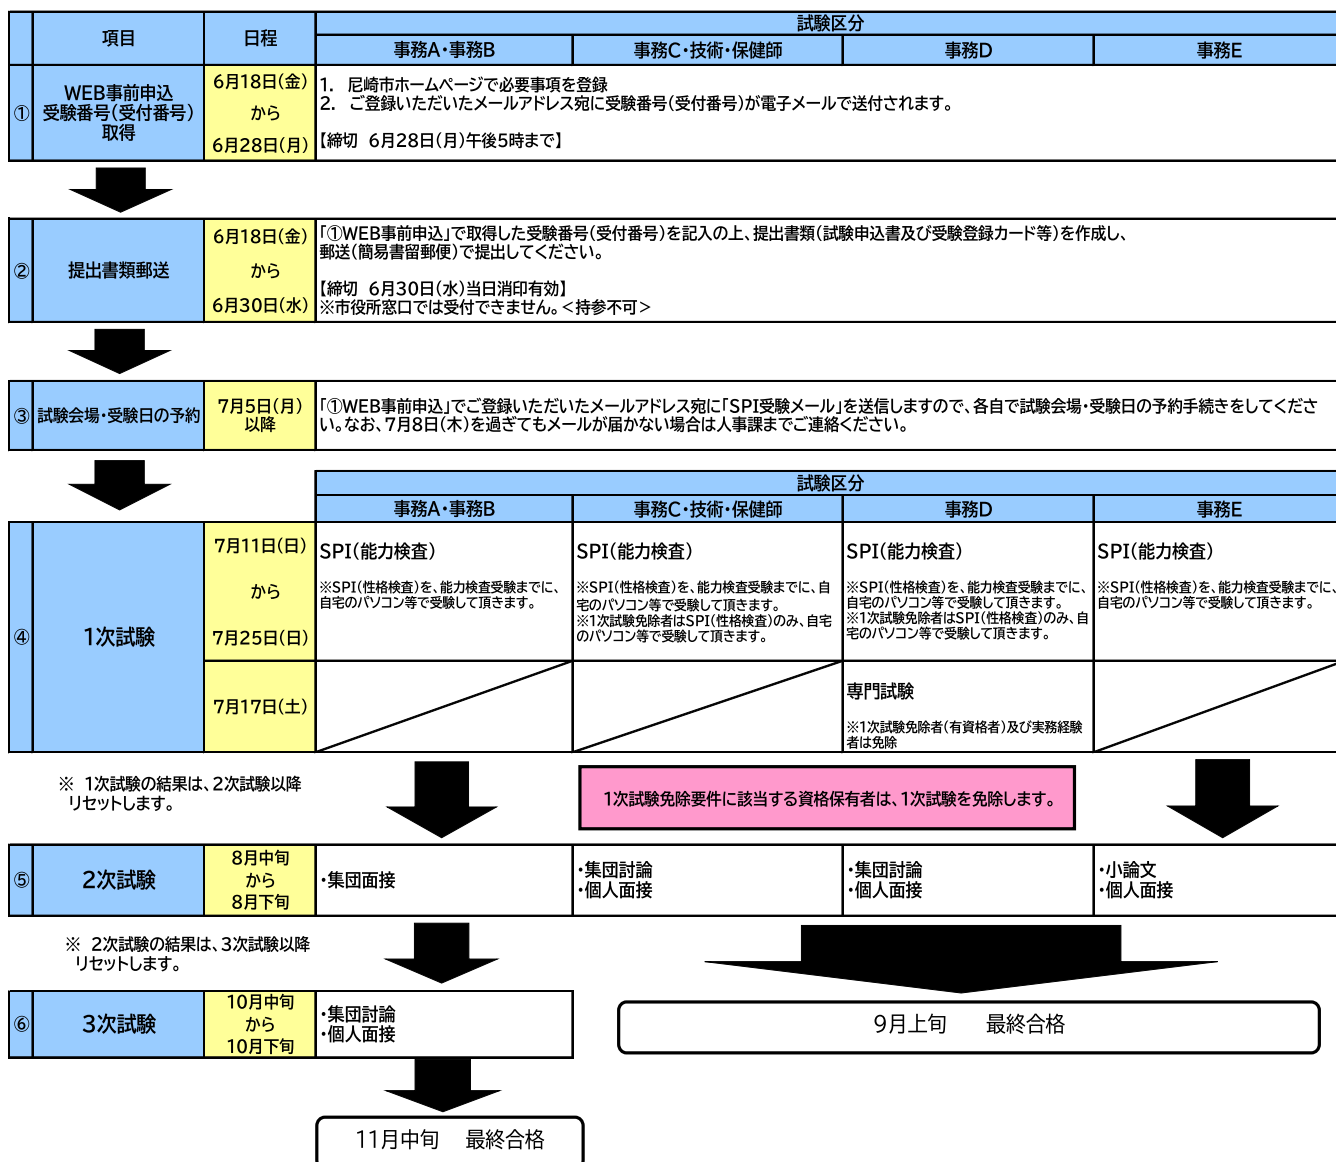 項目
日程
試験区分
事務A・事務B
事務C・技術・保健師
事務D
事務E
①
WEB事前申込
受験番号(受付番号)
取得
6月18日(金)
から
6月28日(月)
1. 尼崎市ホームページで必要事項を登録
2. ご登録いただいたメールアドレス宛に受験番号(受付番号)が電子メールで送付されます。
【締切 6月28日(月)午後5時まで】
②
提出書類郵送
6月18日(金)
から
6月30日(水)
「①WEB事前申込」で取得した受験番号(受付番号)を記入の上、提出書類(試験申込書及び受験登録カード等)を作成し、
郵送(簡易書留郵便)で提出してください。
【締切 6月30日(水)当日消印有効】
※市役所窓口では受付できません。<持参不可>
③
試験会場・受験日の予約
7月5日(月)
以降
「①WEB事前申込」でご登録いただいたメールアドレス宛に「SPI受験メール」を送信しますので、各自で試験会場・受験日の予約手続きをしてくださ
い。なお、7月8日(木)を過ぎてもメールが届かない場合は人事課までご連絡ください。
試験区分
事務A・事務B
事務C・技術・保健師
事務D
事務E
④
1次試験
7月11日(日)
から
7月25日(日)
SPI(能力検査)
※SPI(性格検査)を、能力検査受験までに、
自宅のパソコン等で受験して頂きます。
SPI(能力検査)
※SPI(性格検査)を、能力検査受験までに、自
宅のパソコン等で受験して頂きます。
※1次試験免除者はSPI(性格検査)のみ、自宅
のパソコン等で受験して頂きます。
SPI(能力検査)
※SPI(性格検査)を、能力検査受験までに、
自宅のパソコン等で受験して頂きます。
※1次試験免除者はSPI(性格検査)のみ、自
宅のパソコン等で受験して頂きます。
SPI(能力検査)
※SPI(性格検査)を、能力検査受験までに、
自宅のパソコン等で受験して頂きます。
7月17日(土)
専門試験
※1次試験免除者(有資格者)及び実務経験
者は免除
※ 1次試験の結果は、2次試験以降
リセットします。
1次試験免除要件に該当する資格保有者は、1次試験を免除します。
⑤
2次試験
8月中旬
から
8月下旬
・集団面接
・集団討論
・個人面接
・集団討論
・個人面接
・小論文
・個人面接
※ 2次試験の結果は、3次試験以降
リセットします。
⑥
3次試験
10月中旬
から
10月下旬
・集団討論
・個人面接
9月上旬 最終合格
11月中旬 最終合格